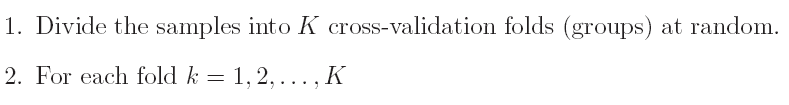 1. Divide the samples into K cross-validation folds (groups) at random.
2. For each fold k = 1, 2, . . . , K